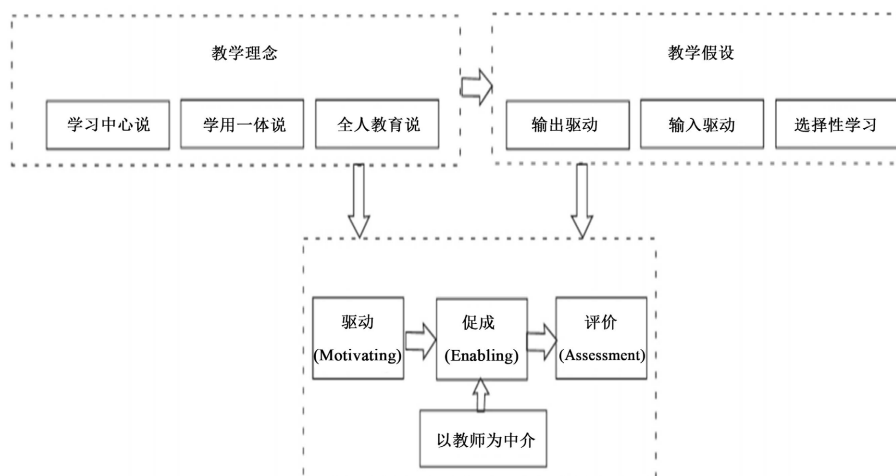 教学理念
学习中心说
学用一体说
全人教育说
教学假设
输出驱动
输入驱动
选择性学习
驱动
(Motivating)
促成
(Enabling)
评价
(Assessment)
以教师为中介